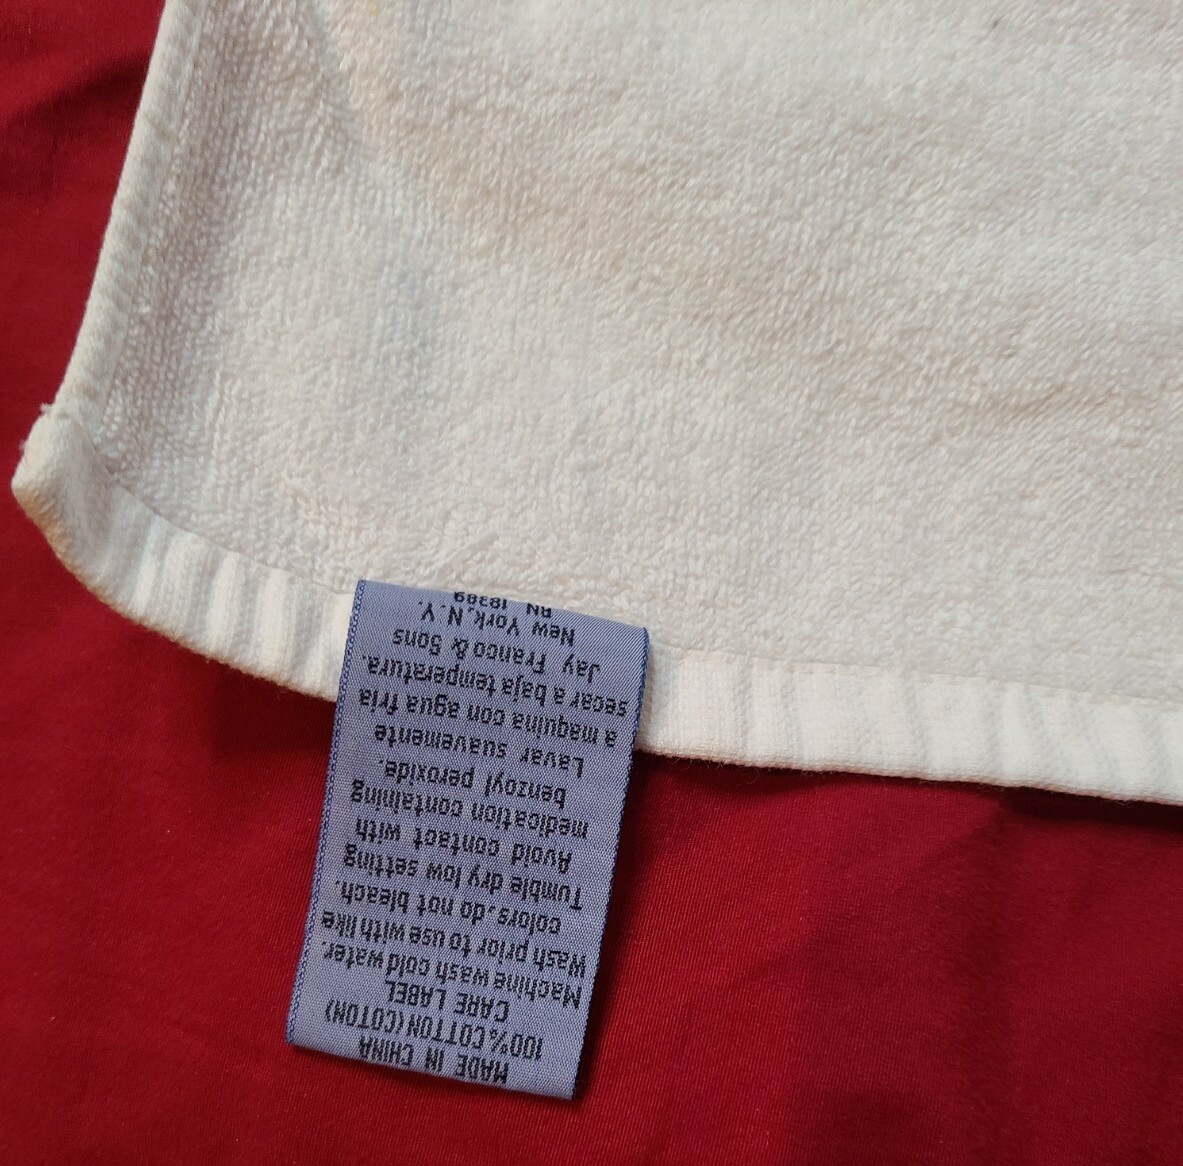 MADE IN CHINA
100%COTTON(COTON)
CARE LABEL
Machine wash cold water.
Wash prior to use with like
colors.do not bleach.
Tumble dry low setting
Avoid contact with
medication containing
benzoyl peroxide.
Lavar suavemente
a maquina con agua fria
secar a baja temperatura.
Jay Franco & Sons
New York,N.Y.
RN 18389